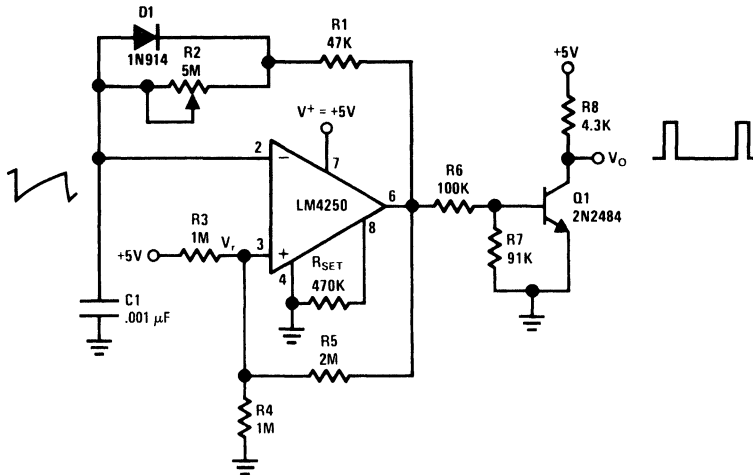 D1
1N914
R2
5M
R1
47K
V+ = +5V
+5V
R8
4.3K
VO
2
7
LM4250
6
R6
100K
Q1
2N2484
R3
1M
Vr
+5V
3
8
4
RSET
470K
R7
91K
C1
.001 μF
R5
2M
R4
1M
−
+